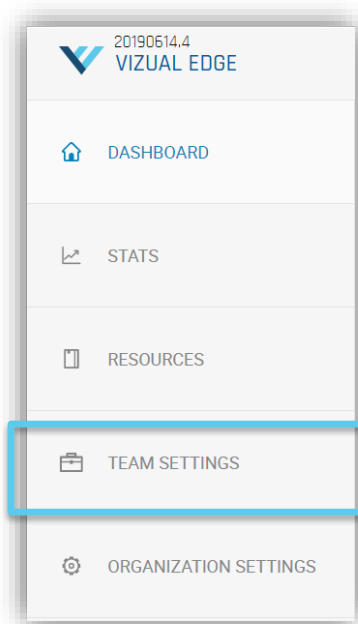 20190614.4
VIZUAL EDGE
DASHBOARD
STATS
RESOURCES
TEAM SETTINGS
ORGANIZATION SETTINGS